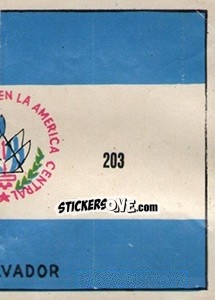 EN LA AMERICA CENTRAL
203
STICKERSONE.COM
VADOR